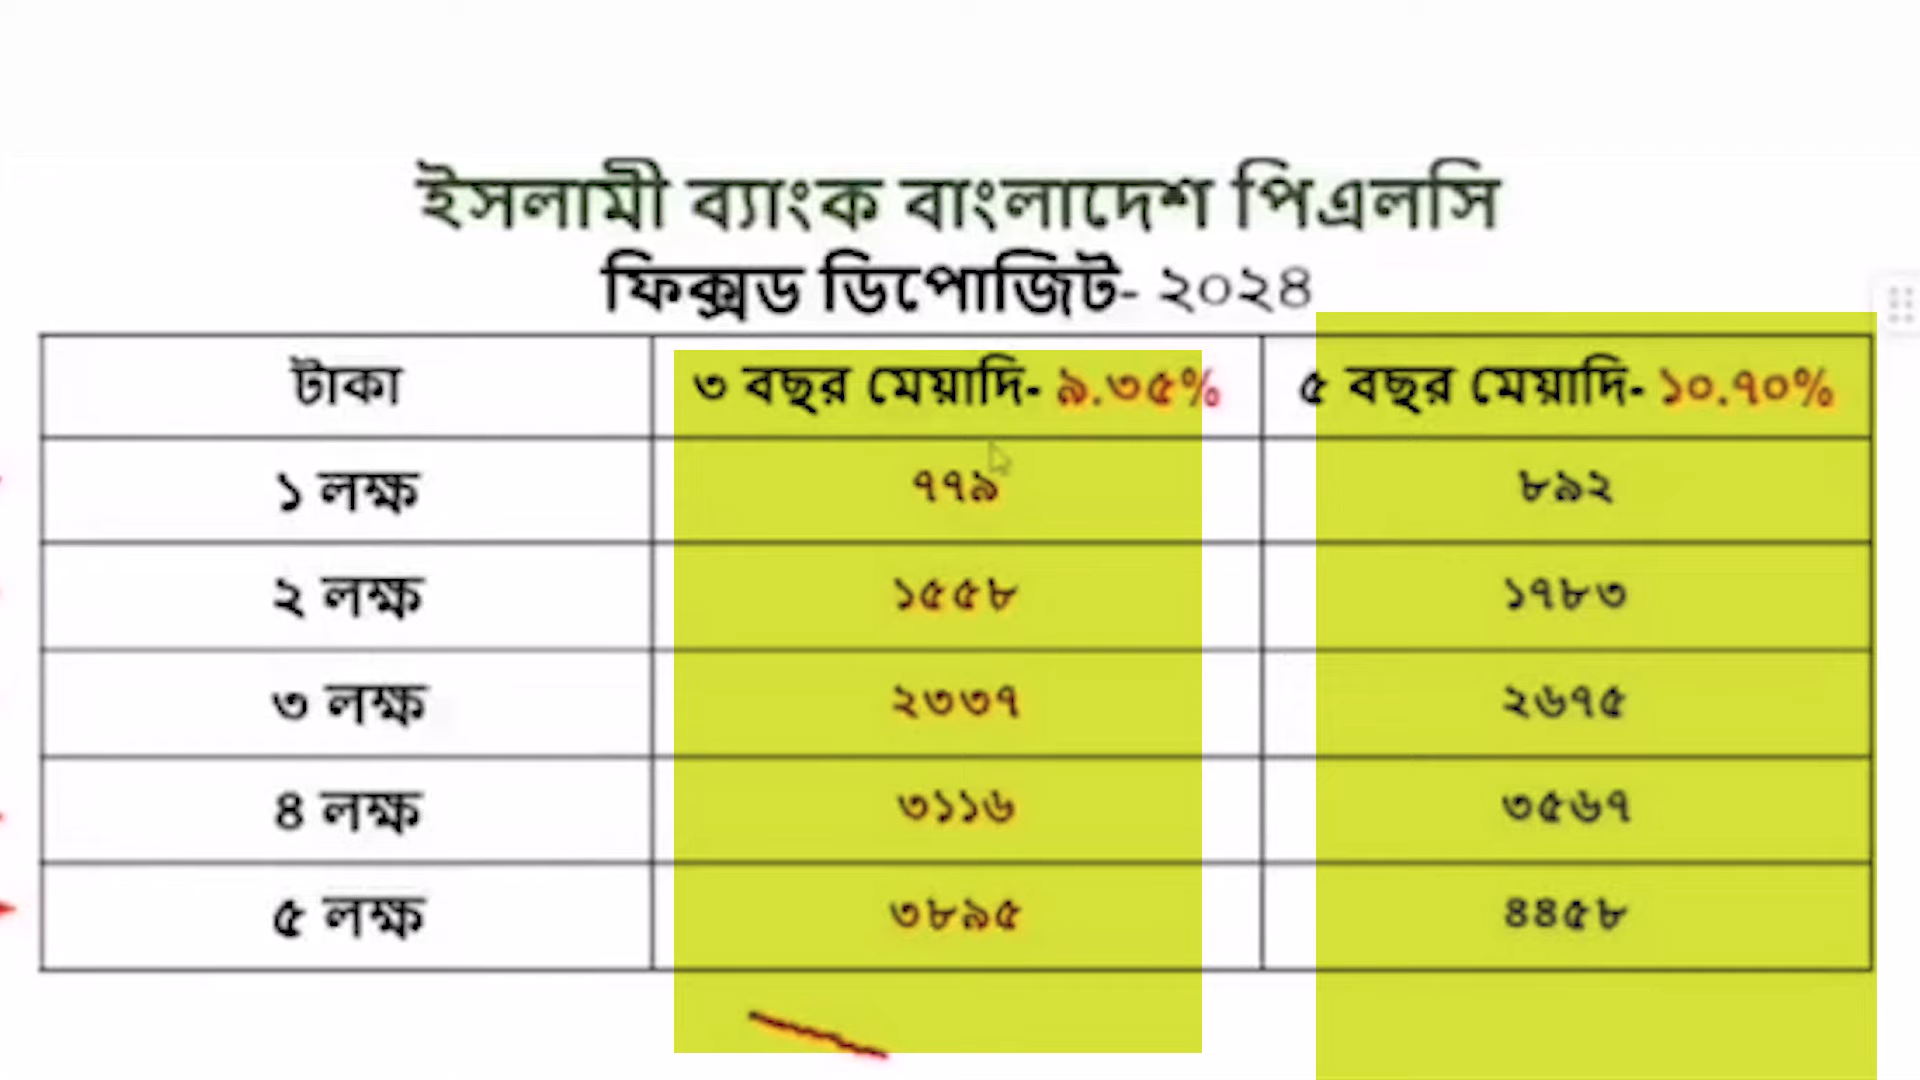 ইসলামী ব্যাংক বাংলাদেশ পিএলসি
ফিক্সড ডিপোজিট- ২০২৪
টাকা ৩ বছর মেয়াদি- ৯.৩৫% ৫ বছর মেয়াদি- ১০.৭০%
১ লক্ষ ৭৭৯ ৮৯২
২ লক্ষ ১৫৫৮ ১৭৮৩
৩ লক্ষ ২৩৩৭ ২৬৭৫
৪ লক্ষ ৩১১৬ ৩৫৬৭
৫ লক্ষ ৩৮৯৫ ৪৪৫৮